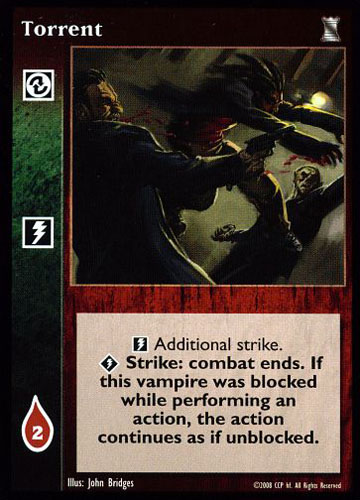 Torrent
Additional strike.
Strike: combat ends. If
this vampire was blocked
while performing an
action, the action
continues as if unblocked.
2
Illus: John Bridges
©2008 CCP hf. All Rights Reserved